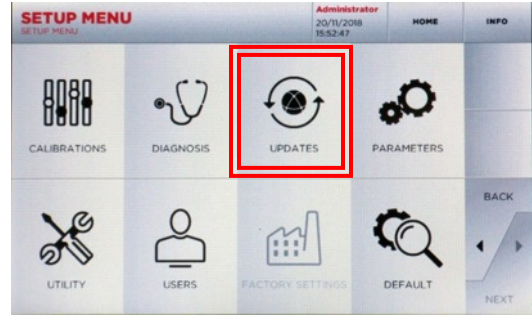 SETUP MENU
SETUP MENU
Administrator
20/11/2018
15:52:47
HOME
INFO
CALIBRATIONS
DIAGNOSIS
UPDATES
PARAMETERS
BACK
UTILITY
USERS
FACTORY SETTINGS
DEFAULT
NEXT